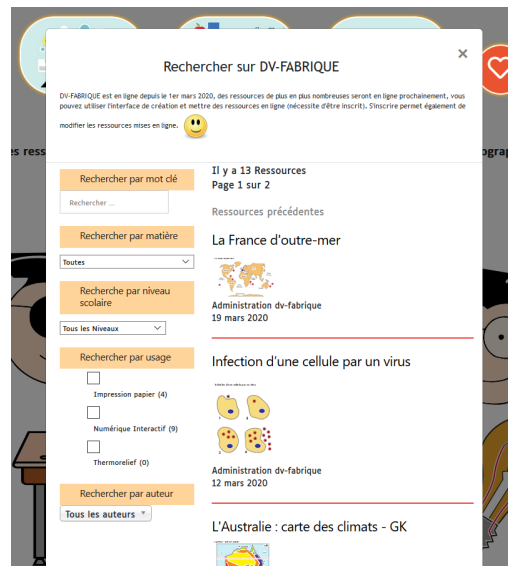 ×
Rechercher sur DV-FABRIQUE
DV-FABRIQUE est en ligne depuis le 1er mars 2020, des ressources de plus en plus nombreuses seront en ligne prochainement, vous
pouvez utiliser l'interface de création et mettre des ressources en ligne (nécessite d'être inscrit). S'inscrire permet également de
modifier les ressources mises en ligne.
es ress
ograp
Rechercher par mot clé
Rechercher ...
Rechercher par matière
Toutes
Recherche par niveau
scolaire
Tous les Niveaux
Rechercher par usage
Impression papier (4)
Numérique Interactif (9)
Thermorelief (0)
Rechercher par auteur
Tous les auteurs
Il y a 13 Ressources
Page 1 sur 2
Ressources précédentes
La France d'outre-mer
Administration dv-fabrique
19 mars 2020
Infection d'une cellule par un virus
1
2
3
4
Administration dv-fabrique
12 mars 2020
L'Australie : carte des climats - GK